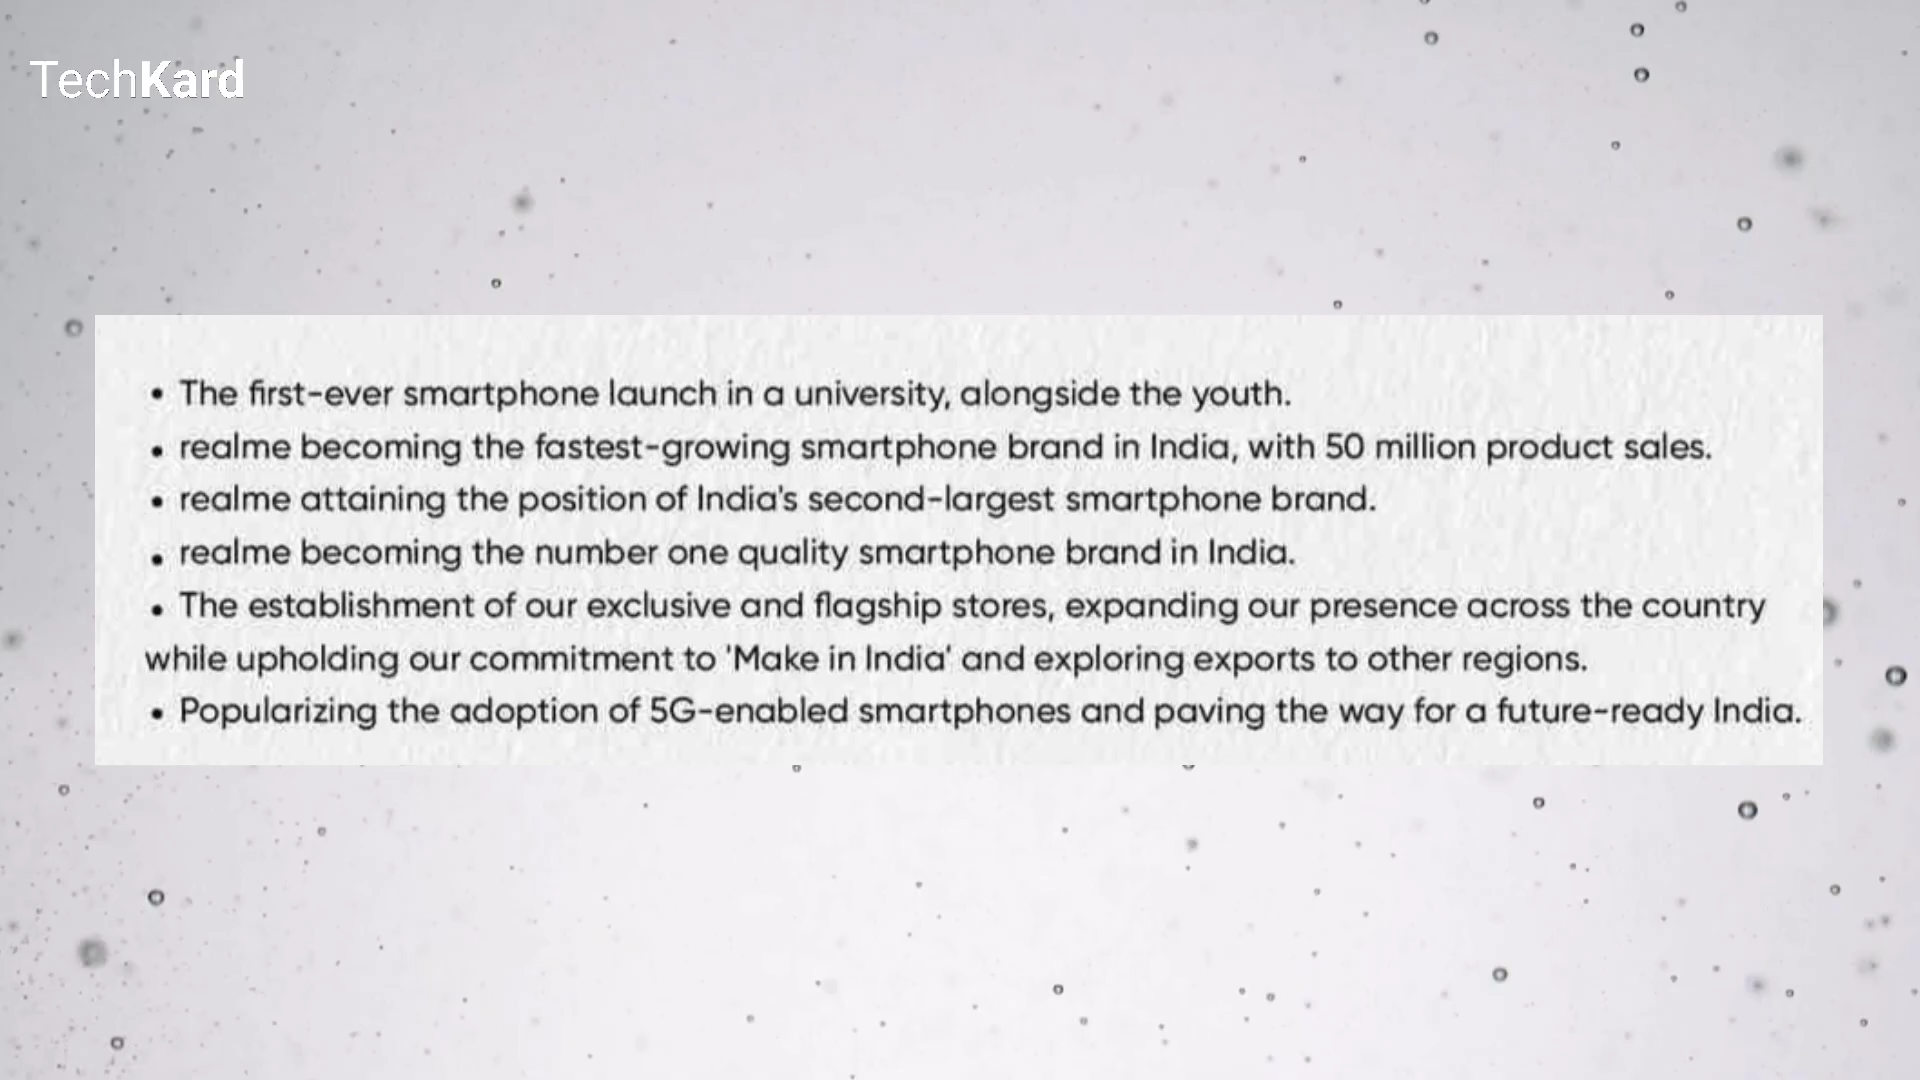 TechKard
• The first-ever smartphone launch in a university, alongside the youth.
• realme becoming the fastest-growing smartphone brand in India, with 50 million product sales.
• realme attaining the position of India's second-largest smartphone brand.
• realme becoming the number one quality smartphone brand in India.
• The establishment of our exclusive and flagship stores, expanding our presence across the country
while upholding our commitment to 'Make in India' and exploring exports to other regions.
• Popularizing the adoption of 5G-enabled smartphones and paving the way for a future-ready India.